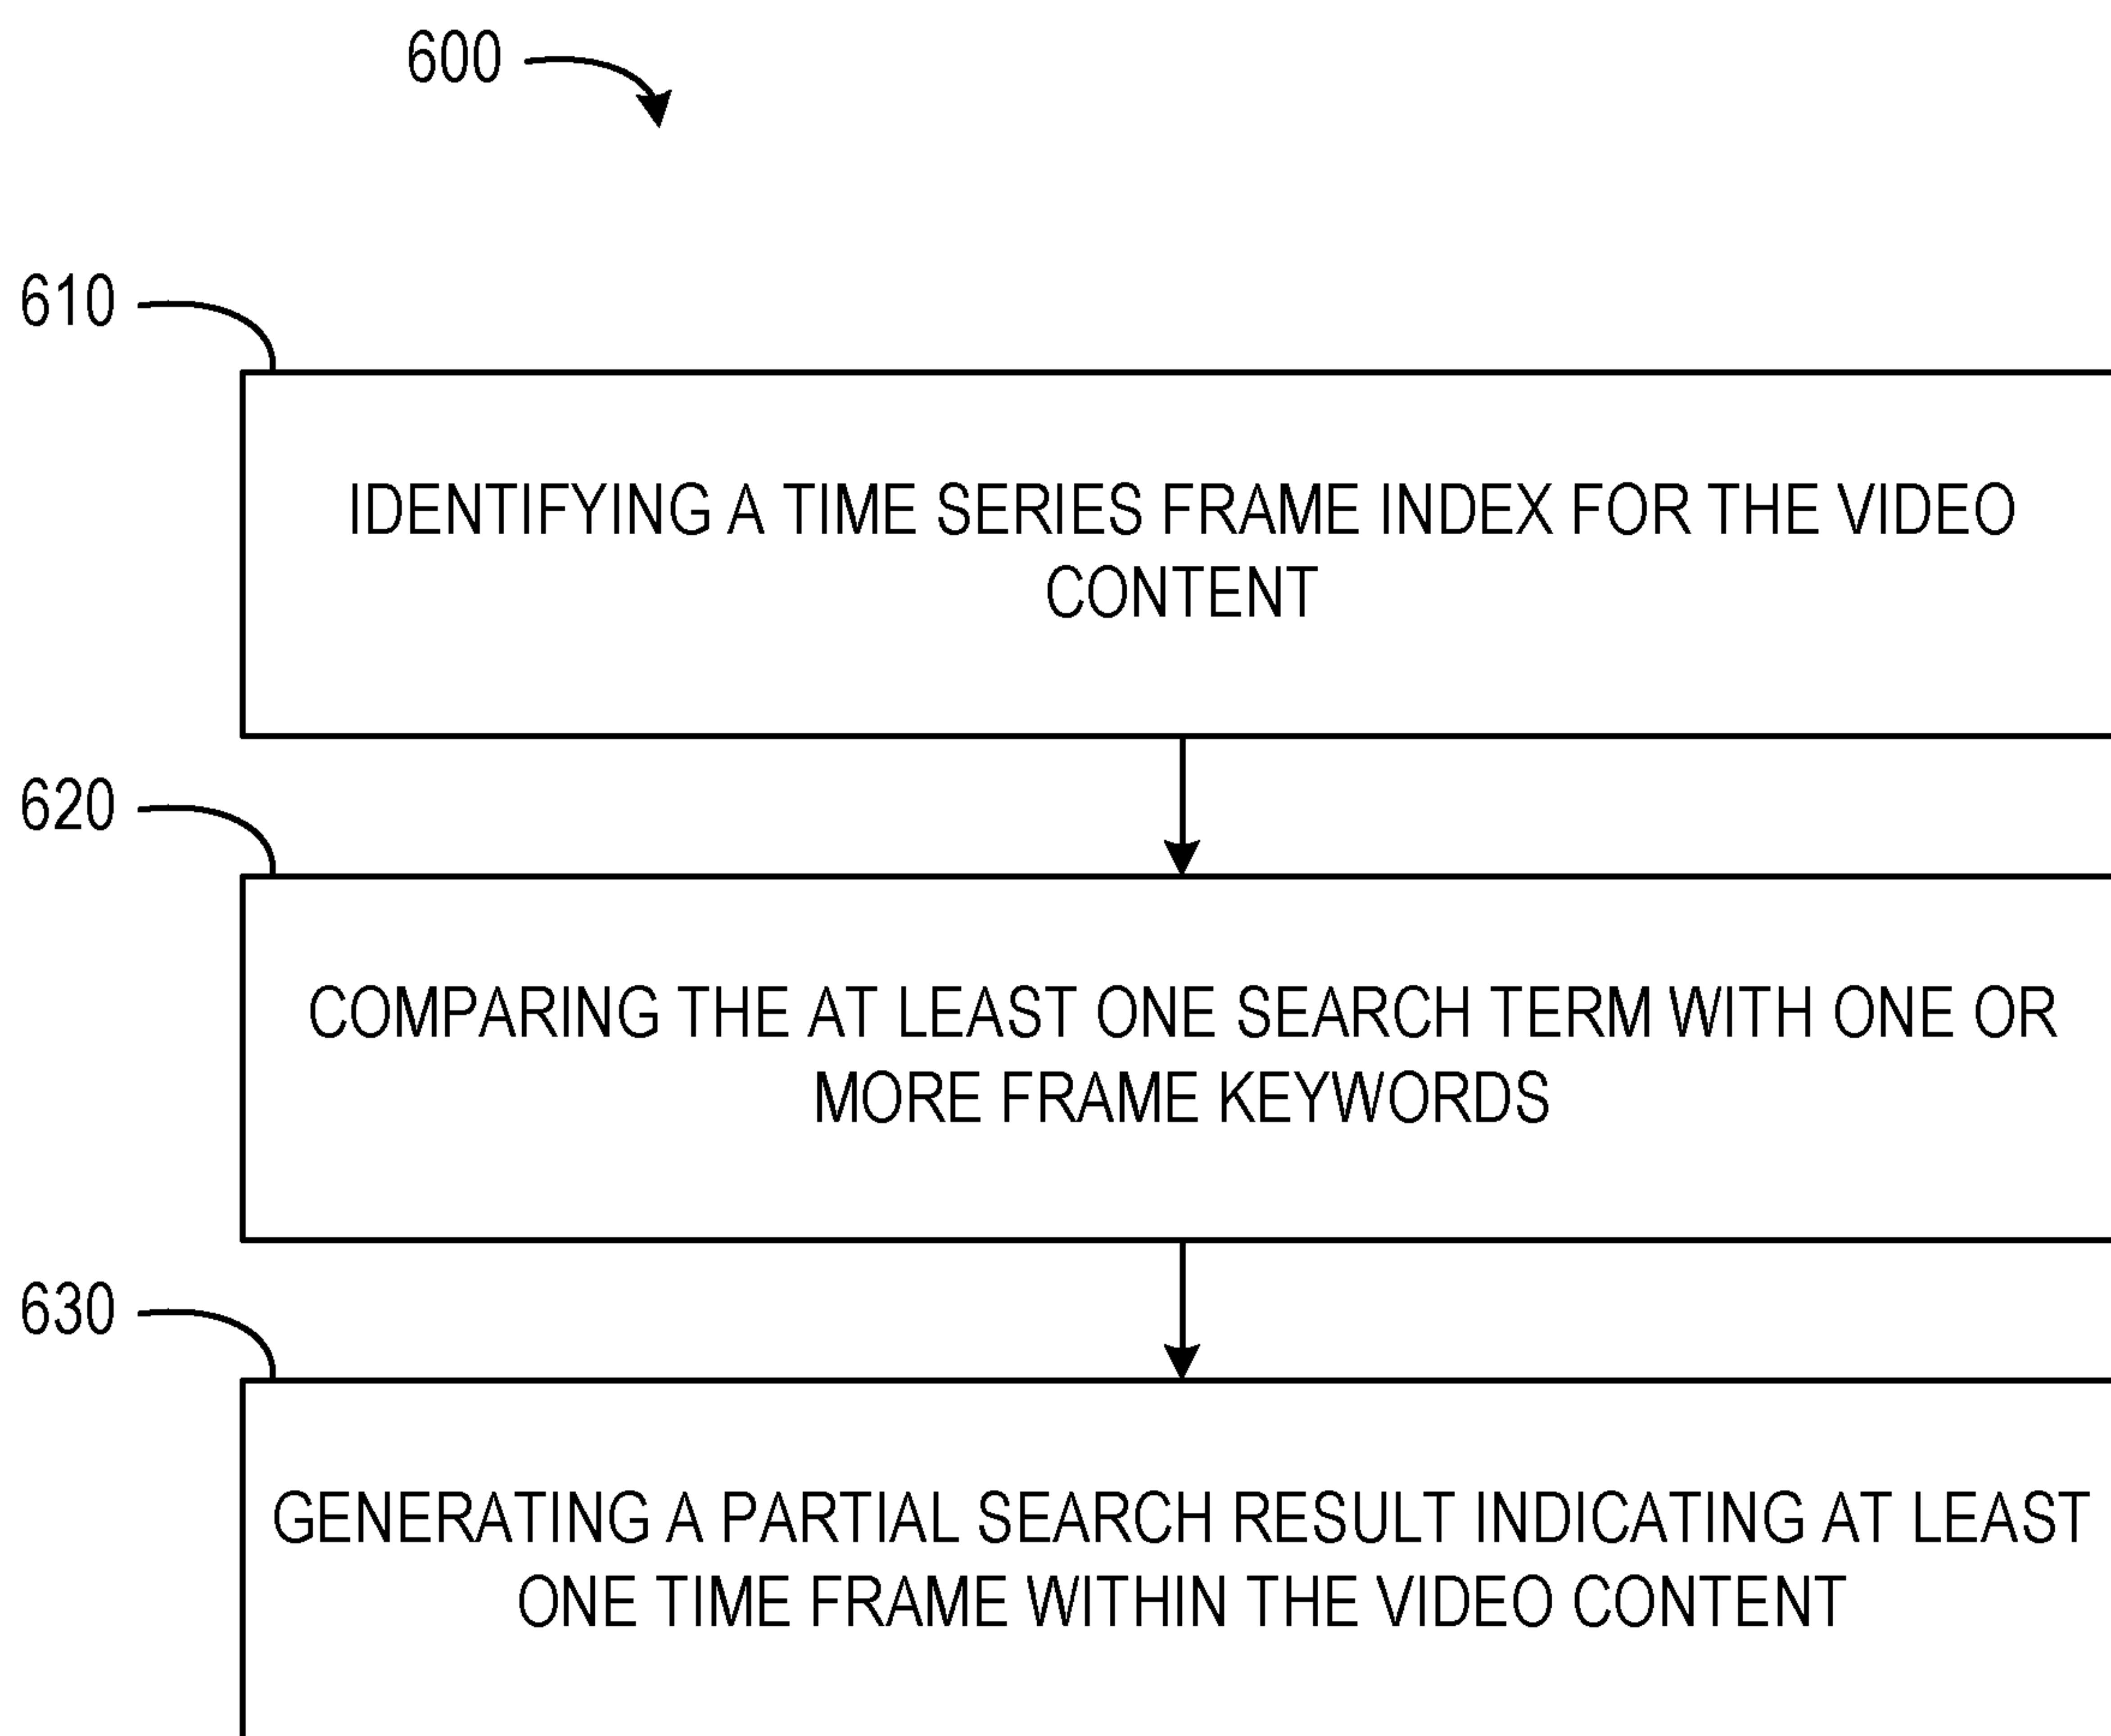 600
610
IDENTIFYING A TIME SERIES FRAME INDEX FOR THE VIDEO
CONTENT
620
COMPARING THE AT LEAST ONE SEARCH TERM WITH ONE OR
MORE FRAME KEYWORDS
630
GENERATING A PARTIAL SEARCH RESULT INDICATING AT LEAST
ONE TIME FRAME WITHIN THE VIDEO CONTENT